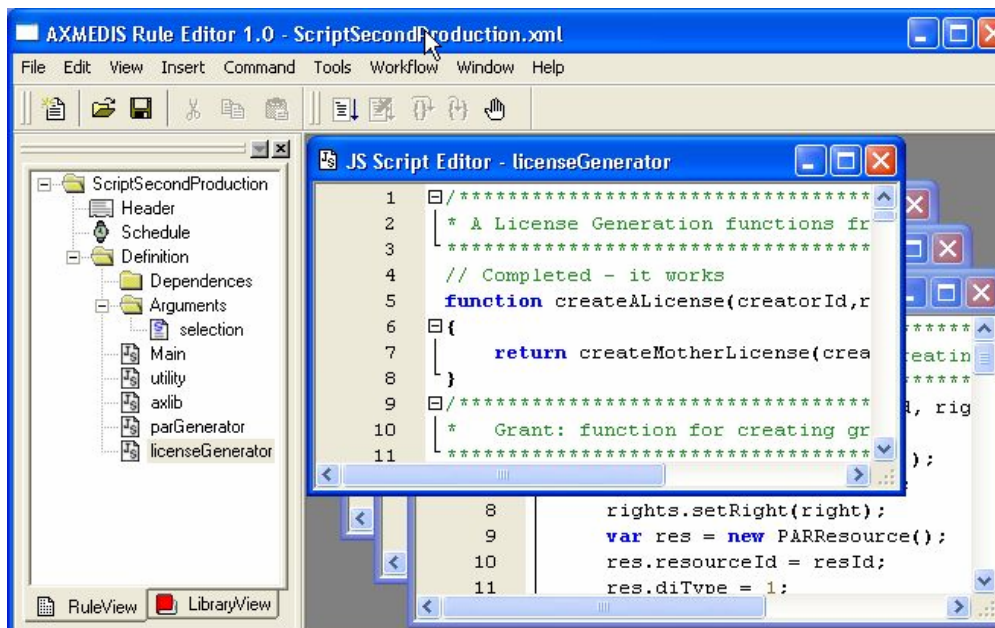 AXMEDIS Rule Editor 1.0 - ScriptSecondProduction.xml
File Edit View Insert Command Tools Workflow Window Help
ScriptSecondProduction
Header
Schedule
Definition
Dependences
Arguments
selection
Main
utility
axlib
parGenerator
licenseGenerator
RuleView LibraryView
JS Script Editor - licenseGenerator
1 /***********************************
2 * A License Generation functions fr
3 ***********************************
4 // Completed - it works
5 function createALicense(creatorId,r
6 {
7 return createMotherLicense(crea
8 }
9 /***********************************
10 * Grant: function for creating gr
11 ***********************************
******
eatin
*****
, rig
);
;
8 rights.setRight(right);
9 var res = new PARResource();
10 res.resourceId = resId;
11 res.diType = 1;